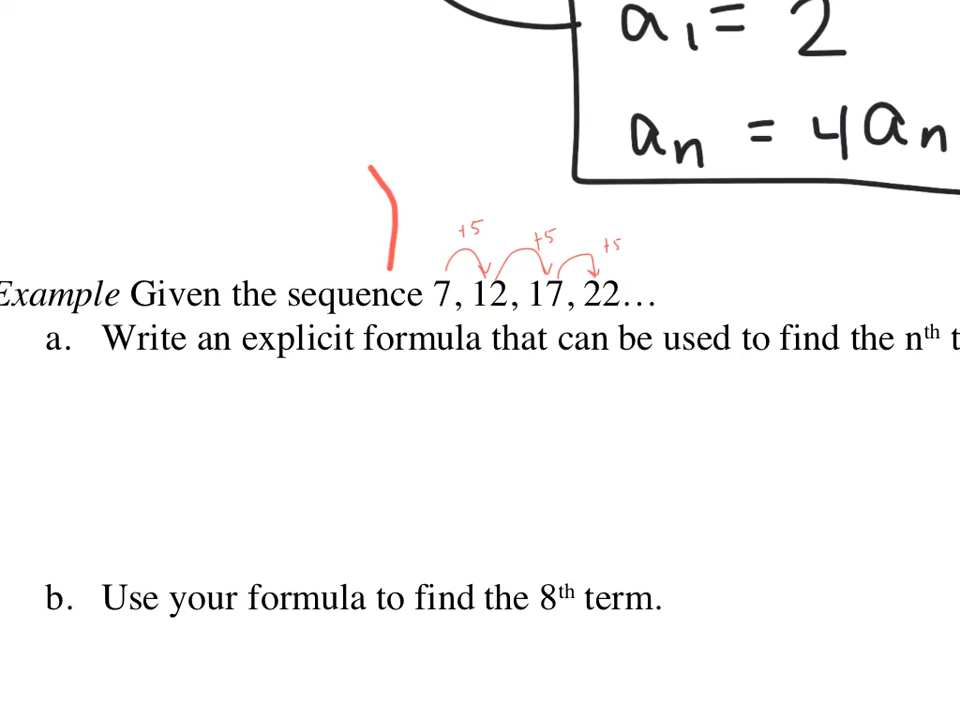 a₁ = 2
aₙ = 4aₙ
+5 +5 +5
Example Given the sequence 7, 12, 17, 22…
a. Write an explicit formula that can be used to find the nᵗʰ t
b. Use your formula to find the 8ᵗʰ term.